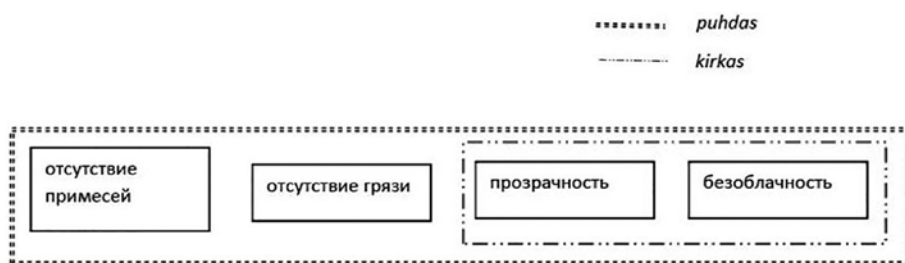 puhdas
kirkas
отсутствие
примесей
отсутствие грязи
прозрачность
безоблачность